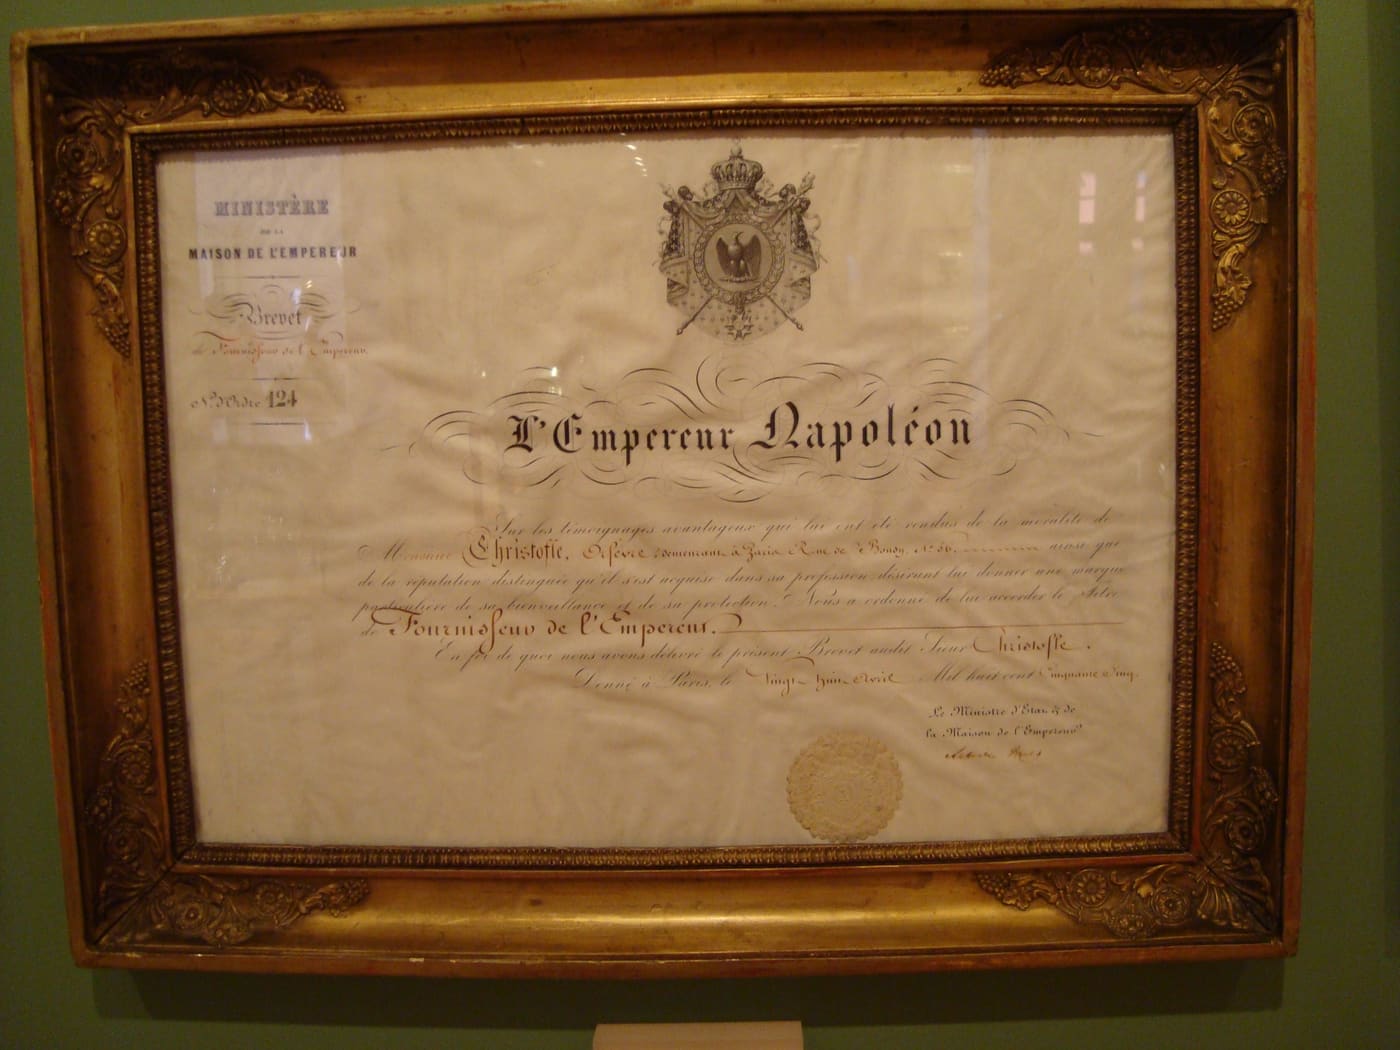 MINISTÈRE
DE LA
MAISON DE L'EMPEREUR
Brevet
de Fournisseur de l'Empereur.
No. d'Ordre 124
L'Empereur Napoléon
Sur les témoignages avantageux qui lui ont été rendus de la moralité de
Monsieur Christofle, Orfèvre, demeurant à Paris Rue de Bondy, No. 56, ainsi que
de la réputation distinguée qu'il s'est acquise dans sa profession, désirant lui donner une marque
particulière de sa bienveillance et de sa protection. Nous a ordonné de lui accorder le Titre
de Fournisseur de l'Empereur.
En foi de quoi nous avons délivré le présent Brevet audit Sieur Christofle.
Donné à Paris, le Vingt huit Avril Mil huit cent Cinquante Cinq.
Le Ministre d'Etat & de
la Maison de l'Empereur